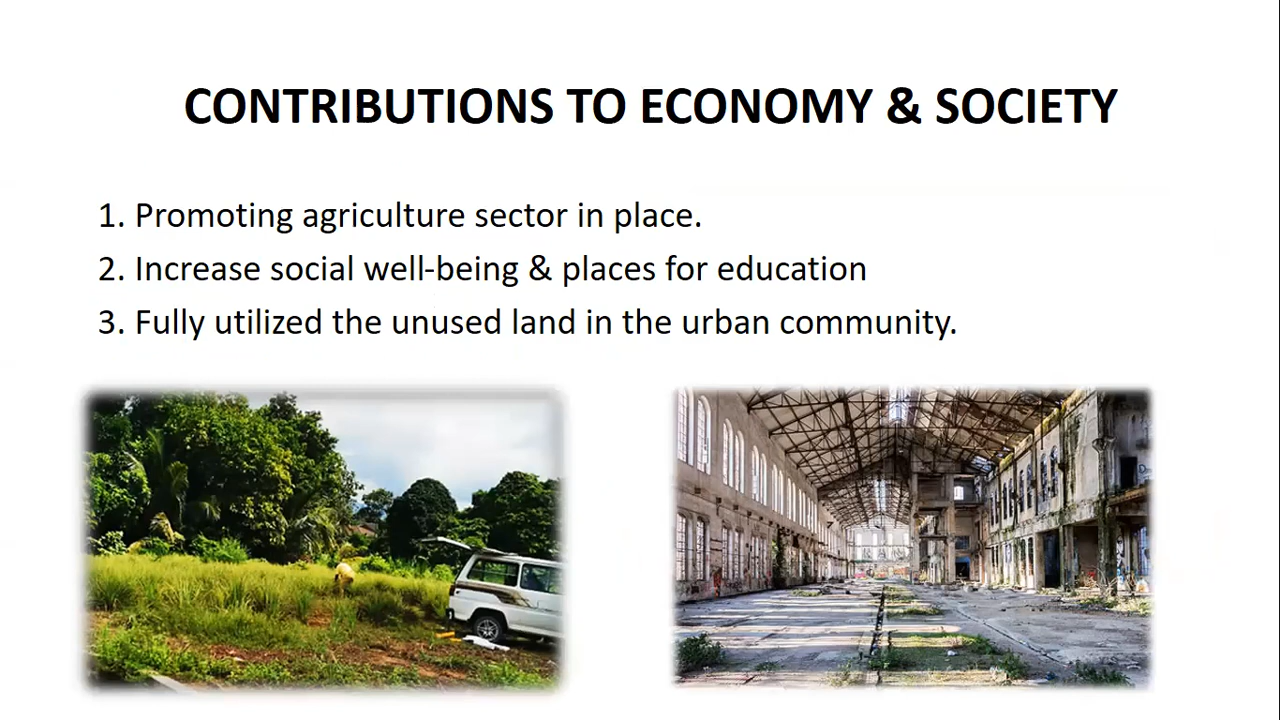 CONTRIBUTIONS TO ECONOMY & SOCIETY
1. Promoting agriculture sector in place.
2. Increase social well-being & places for education
3. Fully utilized the unused land in the urban community.